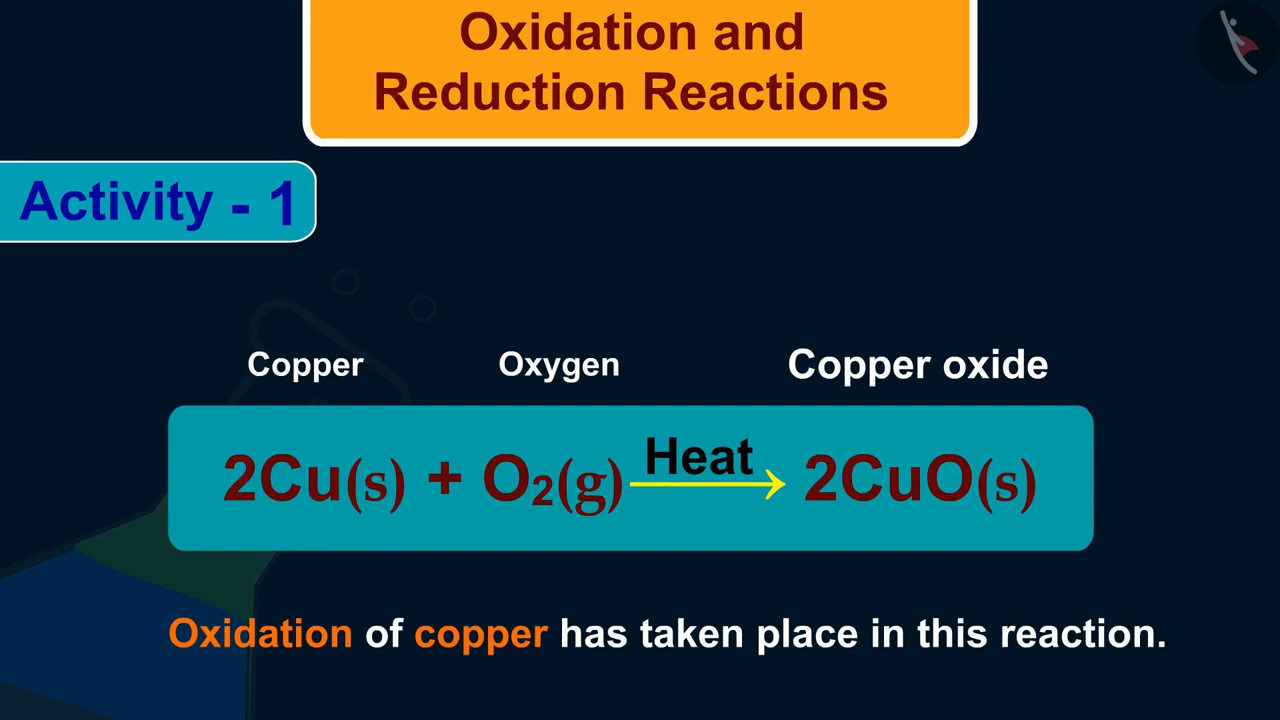 Oxidation and
Reduction Reactions
Activity - 1
Copper Oxygen Copper oxide
2Cu(s) + O₂(g) Heat → 2CuO(s)
Oxidation of copper has taken place in this reaction.